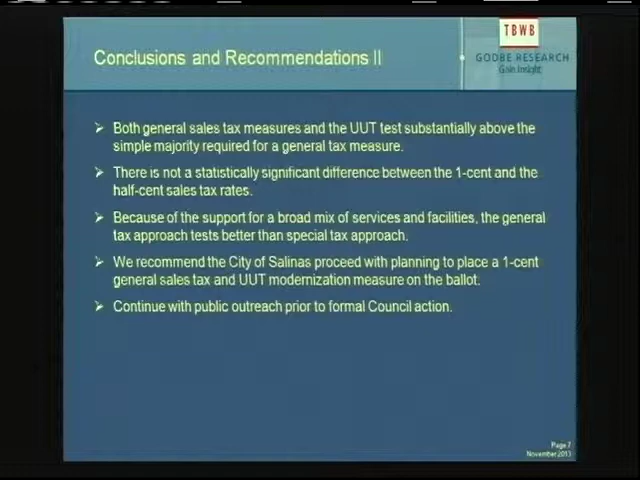 TBWB
Conclusions and Recommendations II
GODBE RESEARCH
Gain Insight
➢ Both general sales tax measures and the UUT test substantially above the
simple majority required for a general tax measure.
➢ There is not a statistically significant difference between the 1-cent and the
half-cent sales tax rates.
➢ Because of the support for a broad mix of services and facilities, the general
tax approach tests better than special tax approach.
➢ We recommend the City of Salinas proceed with planning to place a 1-cent
general sales tax and UUT modernization measure on the ballot.
➢ Continue with public outreach prior to formal Council action.
Page 7
November 2013